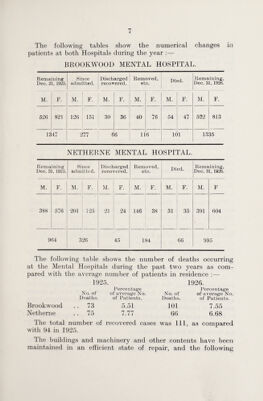 7
The following tables show the numerical changes in
patients at both Hospitals during the year :—
BROOKWOOD MENTAL HOSPITAL.
Remaining Dec. 31, 1925. Since admitted. Discharged recovered. Removed, etc. Died. Remaining, Dec. 31, 1926.
M. F. M. F. M. F. M. F. M. F. M. F.
526 821 126 151 30 36 40 76 54 47 522 813
1347 277 66 116 101 1335
NETHERNE MENTAL HOSPITAL.
Remaining Dec. 31, 1925. Since admitted. Discharged recovered. Removed, etc. Died. Remaining, Dec. 31, 1926.
M. F. M. F. M. F. M. F. M. F. M. F.
388 576 201 125 21 24 146 38 31 35 391 604
964 326 45 184 66 995
The following table shows the number of deaths occurring
at the Mental Hospitals during the past two years as com-
pared with the average number of patients in residence :—
1925. 1926.
No. of Deaths. Percentage of average No. of Patients. No. of Deaths. Percentage of average No. of Patients.
Brookwood .. 73 5.51 101 7.55
Netherne .. 75 7.77 66 6.68
The total number of recovered cases was 111, as compared
with 94 in 1925.
The buildings and machinery and other contents have been
maintained in an efficient state of repair, and the following